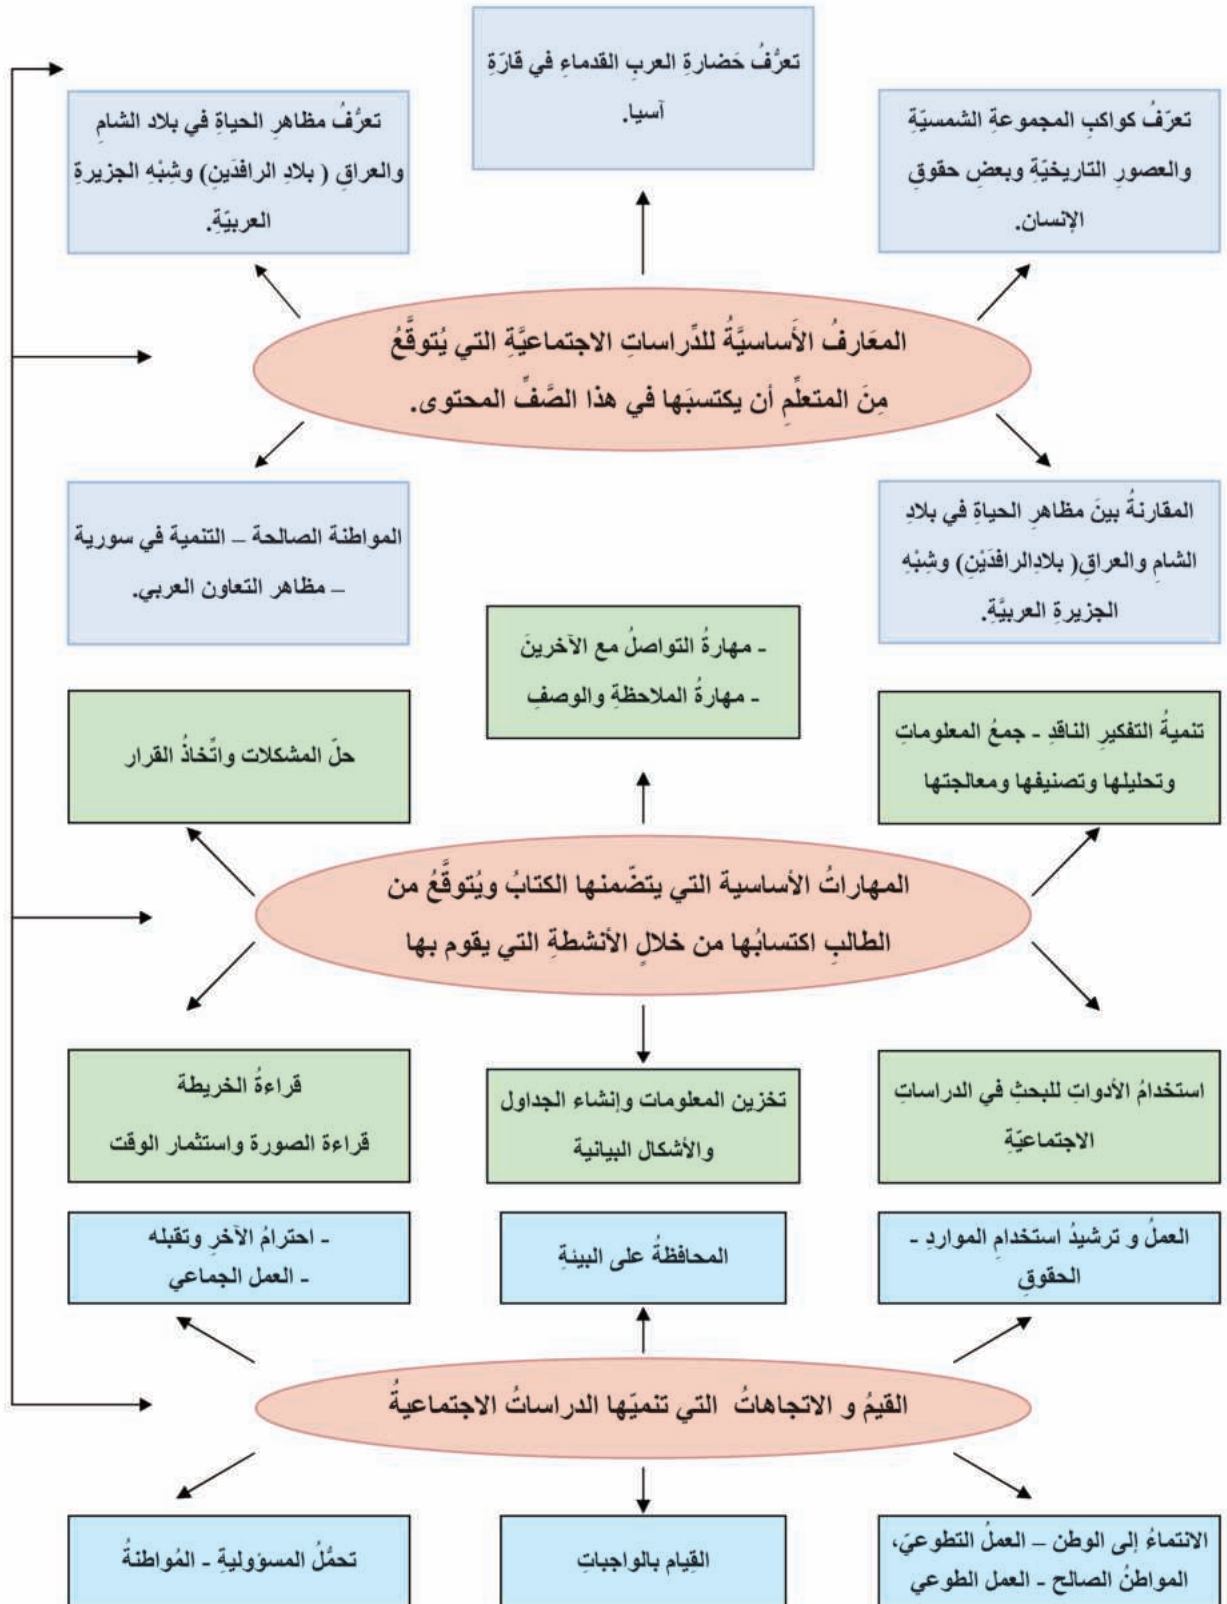 تعرُّفُ حَضارةِ العربِ القدماءِ في قارّةِ
آسيا.
تعرّفُ كواكبِ المجموعةِ الشمسيّةِ
والعصورِ التاريخيّةِ وبعضِ حقوقِ
الإنسان.
تعرُّفُ مظاهرِ الحياةِ في بلاد الشامِ
والعراقِ ( بلادِ الرافدَينِ) وشِبْهِ الجزيرةِ
العربيّةِ.
المعَارفُ الأَساسيَّةُ للدِّراساتِ الاجتماعيَّةِ التي يُتوقَّعُ
مِنَ المتعلِّمِ أن يكتسبَها في هذا الصَّفِّ المحتوى.
المقارنةُ بينَ مظاهرِ الحياةِ في بلادِ
الشامِ والعراقِ( بلادِالرافدَيْنِ) وشِبْهِ
الجزيرةِ العربيَّةِ.
المواطنة الصالحة – التنمية في سورية
– مظاهر التعاون العربي.
- مهارةُ التواصلُ مع الآخرينَ
- مهارةُ الملاحظةِ والوصفِ
تنميةُ التفكيرِ الناقدِ - جمعُ المعلوماتِ
وتحليلها وتصنيفها ومعالجتها
حلّ المشكلات واتِّخاذُ القرار
المهاراتُ الأساسية التي يتضّمنها الكتابُ ويُتوقَّعُ من
الطالبِ اكتسابُها من خلالِ الأنشطةِ التي يقوم بها
استخدامُ الأدواتِ للبحثِ في الدراساتِ
الاجتماعيّةِ
تخزين المعلومات وإنشاء الجداول
والأشكال البيانية
قراءةُ الخريطة
قراءة الصورة واستثمار الوقت
العملُ و ترشيدُ استخدامِ المواردِ -
الحقوقِ
المحافظةُ على البيئةِ
- احترامُ الآخرِ وتقبله
- العمل الجماعي
القيمُ و الاتجاهاتُ التي تنميّها الدراساتُ الاجتماعيةُ
الانتماءُ إلى الوطن – العملُ التطوعيّ،
المواطنُ الصالح - العمل الطوعي
القِيام بالواجباتِ
تحمُّلُ المسؤوليةِ - المُواطنةُ